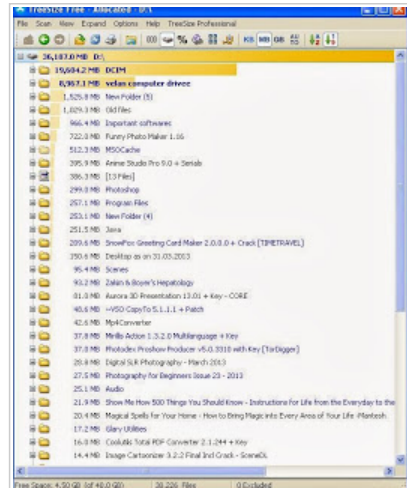 TreeSize Free - Allocated - D:\
File Scan View Expand Options Help TreeSize Professional
000 % KB MB GB
36,187.0 MB D:\
19,684.2 MB DCIM
8,967.1 MB velan computer drivee
1,525.8 MB New Folder (5)
1,029.3 MB Old files
966.4 MB Important softwares
722.0 MB Funny Photo Maker 1.16
512.3 MB MSOCache
395.9 MB Anime Studio Pro 9.0 + Serials
386.3 MB [13 Files]
299.0 MB Photoshop
257.1 MB Program Files
253.1 MB New Folder (4)
251.5 MB Java
209.6 MB SnowFox Greeting Card Maker 2.0.0.0 + Crack [TIMETRAVEL]
150.6 MB Desktop as on 31.03.2013
95.4 MB Scenes
93.2 MB Zakim & Boyer's Hepatology
81.0 MB Aurora 3D Presentation 13.01 + Key - CORE
48.6 MB ~VSO CopyTo 5.1.1.1 + Patch
42.6 MB Mp4Converter
37.8 MB Mirillis Action 1.3.2.0 Multilanguage + Key
37.0 MB Photodex Proshow Producer v5.0.3310 with Key [TorDigger]
28.8 MB Digital SLR Photography - March 2013
27.5 MB Photography for Beginners Issue 23 - 2013
25.1 MB Audio
21.9 MB Show Me How 500 Things You Should Know - Instructions for Life from the Everyday to the
20.4 MB Magical Spells for Your Home - How to Bring Magic into Every Area of Your Life -Mantesh
17.2 MB Glary Utilities
16.0 MB Coolutils Total PDF Converter 2.1.244 + Key
14.4 MB Image Cartoonizer 3.2.2 Final Incl Crack - SceneDL
Free Space: 4.50 GB (of 40.0 GB) 38,226 Files 0 Excluded